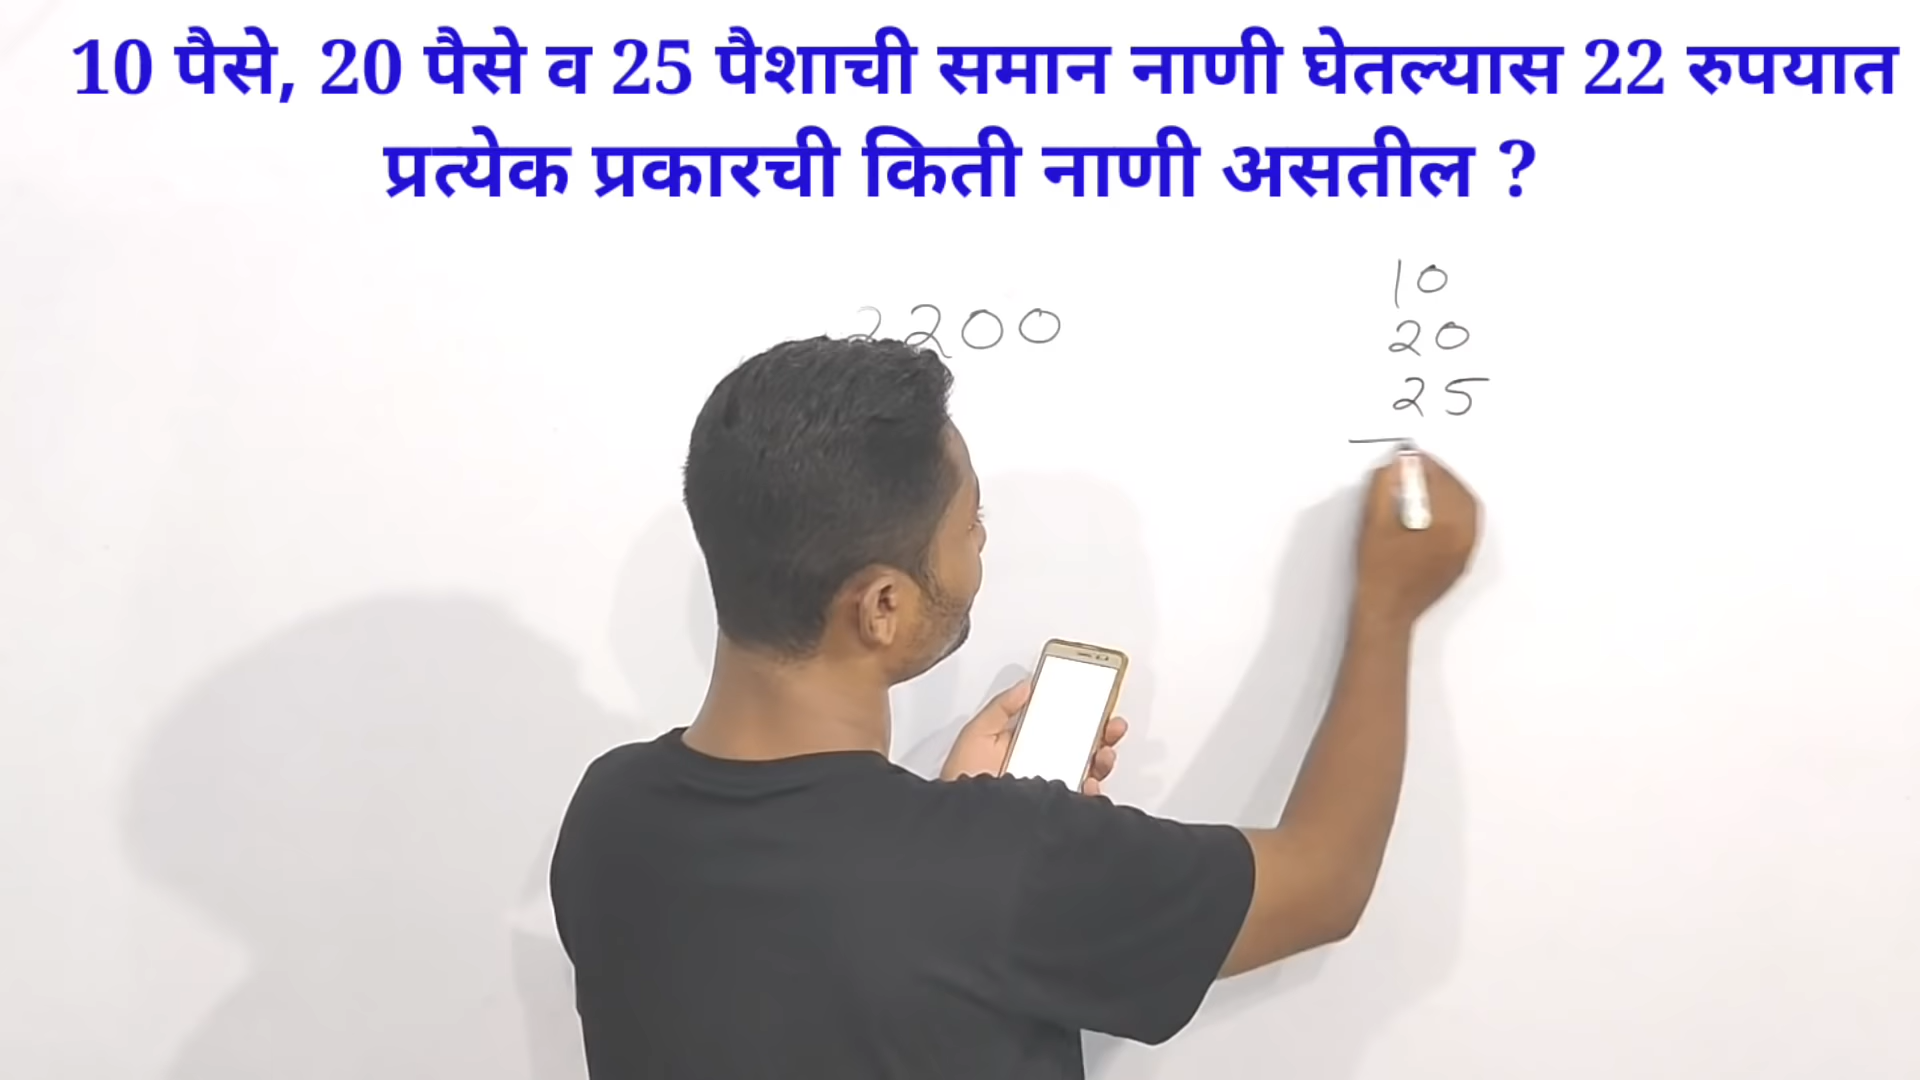 10 पैसे, 20 पैसे व 25 पैशाची समान नाणी घेतल्यास 22 रुपयात
प्रत्येक प्रकारची किती नाणी असतील ?
2200
10
20
25